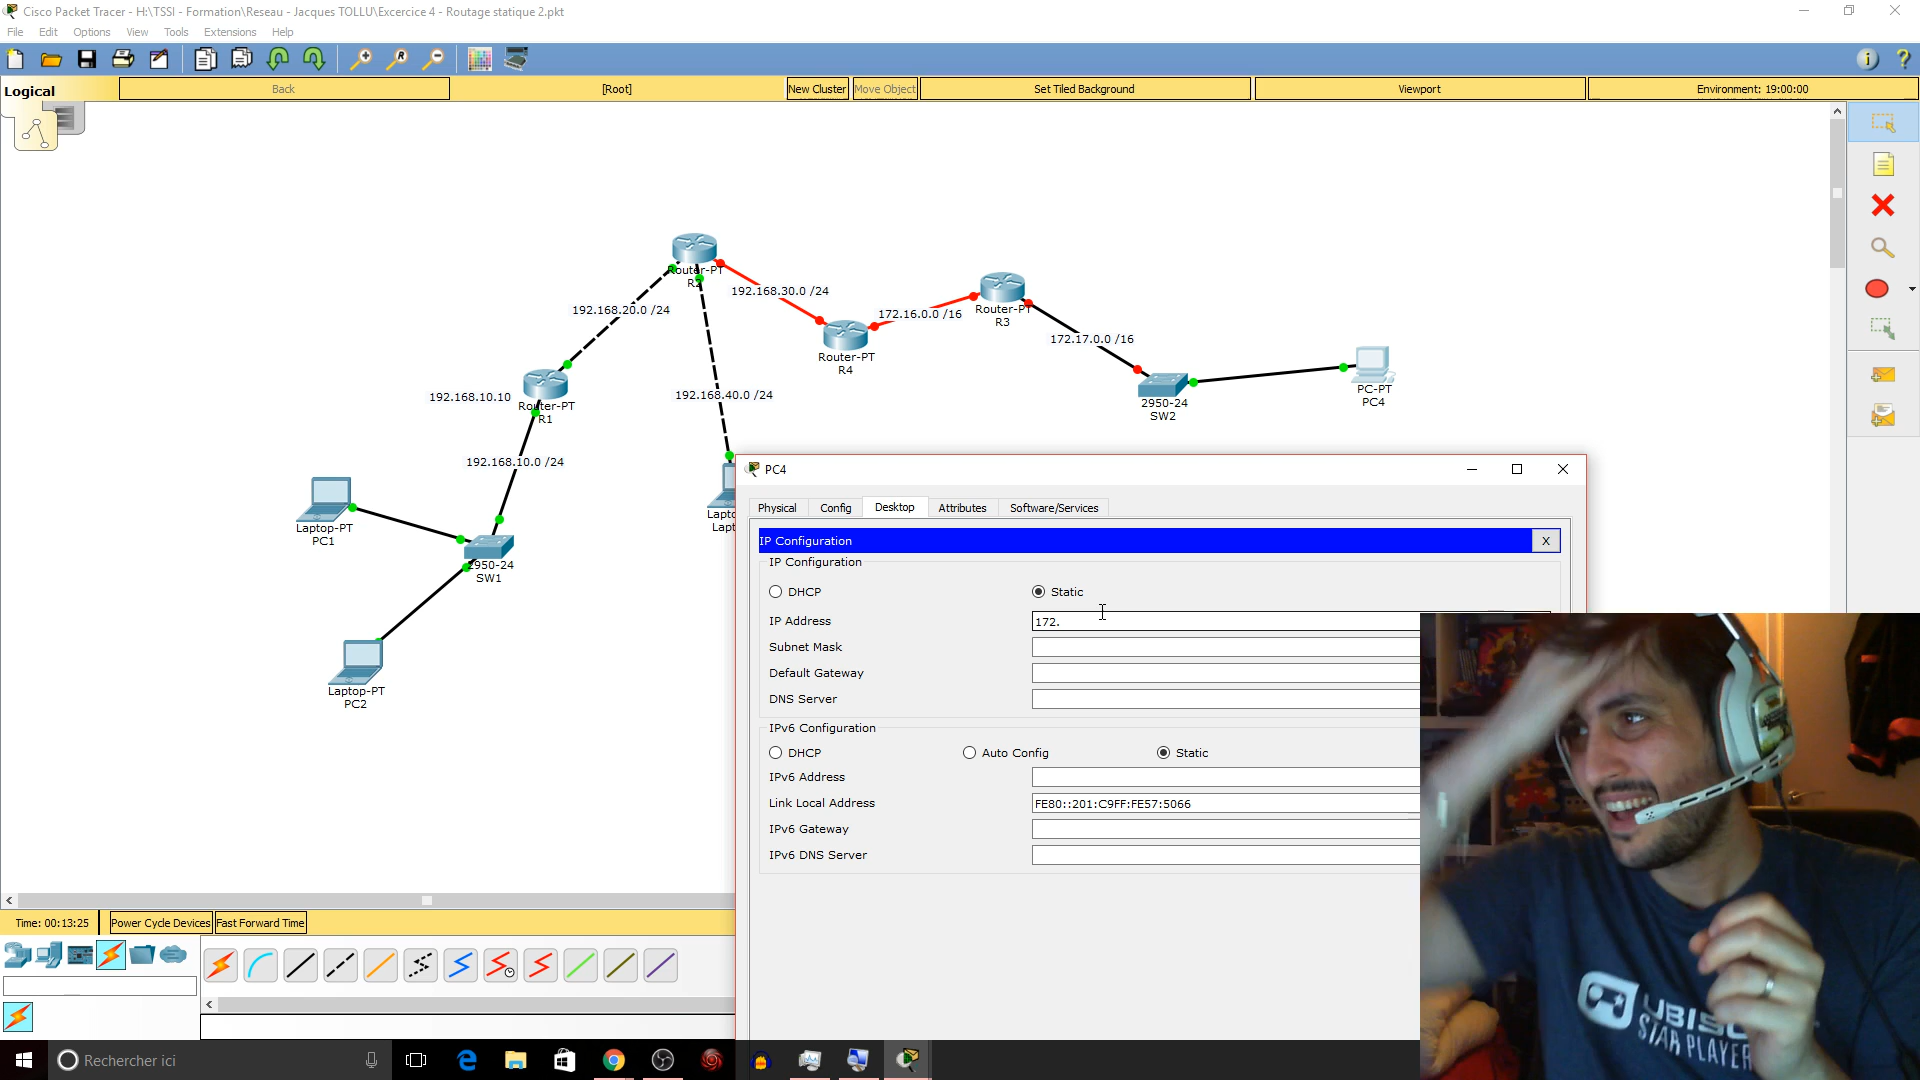 Cisco Packet Tracer - H:\TSSI - Formation\Reseau - Jacques TOLLU\Excercice 4 - Routage statique 2.pkt
File Edit Options View Tools Extensions Help
Logical
Back
[Root]
New Cluster
Move Object
Set Tiled Background
Viewport
Environment: 19:00:00
Router-PT
R2
192.168.20.0 /24
192.168.30.0 /24
172.16.0.0 /16
Router-PT
R3
Router-PT
R4
172.17.0.0 /16
PC-PT
PC4
2950-24
SW2
192.168.10.10
Router-PT
R1
192.168.40.0 /24
192.168.10.0 /24
Laptop-PT
PC1
2950-24
SW1
Laptop-PT
PC2
Lapto
Lapt
PC4
Physical Config Desktop Attributes Software/Services
IP Configuration
X
IP Configuration
DHCP
Static
IP Address
172.
Subnet Mask
Default Gateway
DNS Server
IPv6 Configuration
DHCP
Auto Config
Static
IPv6 Address
Link Local Address
FE80::201:C9FF:FE57:5066
IPv6 Gateway
IPv6 DNS Server
Time: 00:13:25
Power Cycle Devices
Fast Forward Time
Rechercher ici
STAR PLAYER